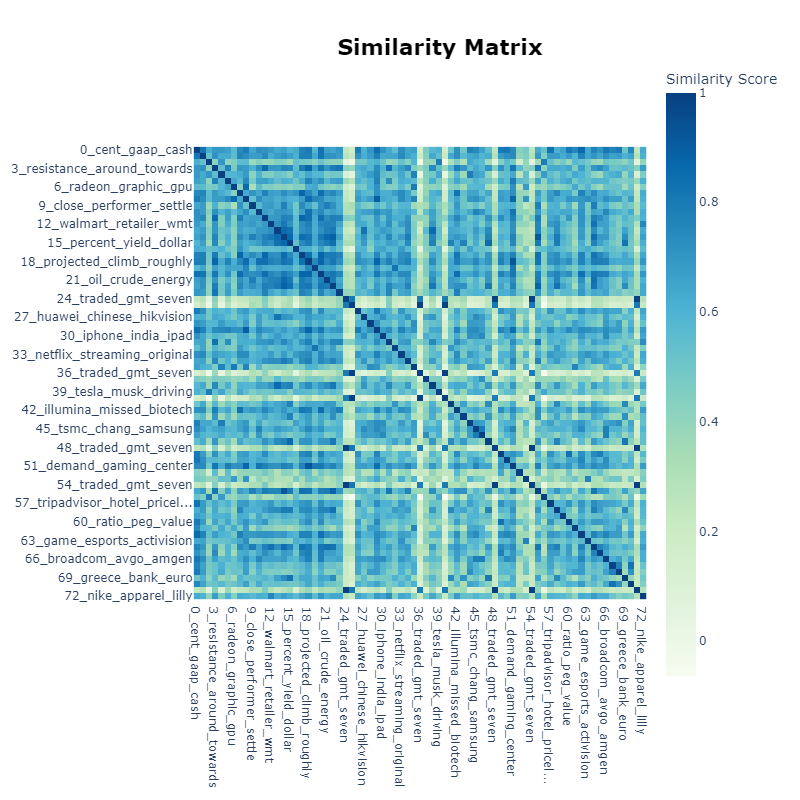 Similarity Matrix
Similarity Score
1
0.8
0.6
0.4
0.2
0
0_cent_gaap_cash
3_resistance_around_towards
6_radeon_graphic_gpu
9_close_performer_settle
12_walmart_retailer_wmt
15_percent_yield_dollar
18_projected_climb_roughly
21_oil_crude_energy
24_traded_gmt_seven
27_huawei_chinese_hikvision
30_iphone_india_ipad
33_netflix_streaming_original
36_traded_gmt_seven
39_tesla_musk_driving
42_illumina_missed_biotech
45_tsmc_chang_samsung
48_traded_gmt_seven
51_demand_gaming_center
54_traded_gmt_seven
57_tripadvisor_hotel_pricel...
60_ratio_peg_value
63_game_esports_activision
66_broadcom_avgo_amgen
69_greece_bank_euro
72_nike_apparel_lilly
0_cent_gaap_cash
3_resistance_around_towards
6_radeon_graphic_gpu
9_close_performer_settle
12_walmart_retailer_wmt
15_percent_yield_dollar
18_projected_climb_roughly
21_oil_crude_energy
24_traded_gmt_seven
27_huawei_chinese_hikvision
30_iphone_india_ipad
33_netflix_streaming_original
36_traded_gmt_seven
39_tesla_musk_driving
42_illumina_missed_biotech
45_tsmc_chang_samsung
48_traded_gmt_seven
51_demand_gaming_center
54_traded_gmt_seven
57_tripadvisor_hotel_pricel...
60_ratio_peg_value
63_game_esports_activision
66_broadcom_avgo_amgen
69_greece_bank_euro
72_nike_apparel_lilly